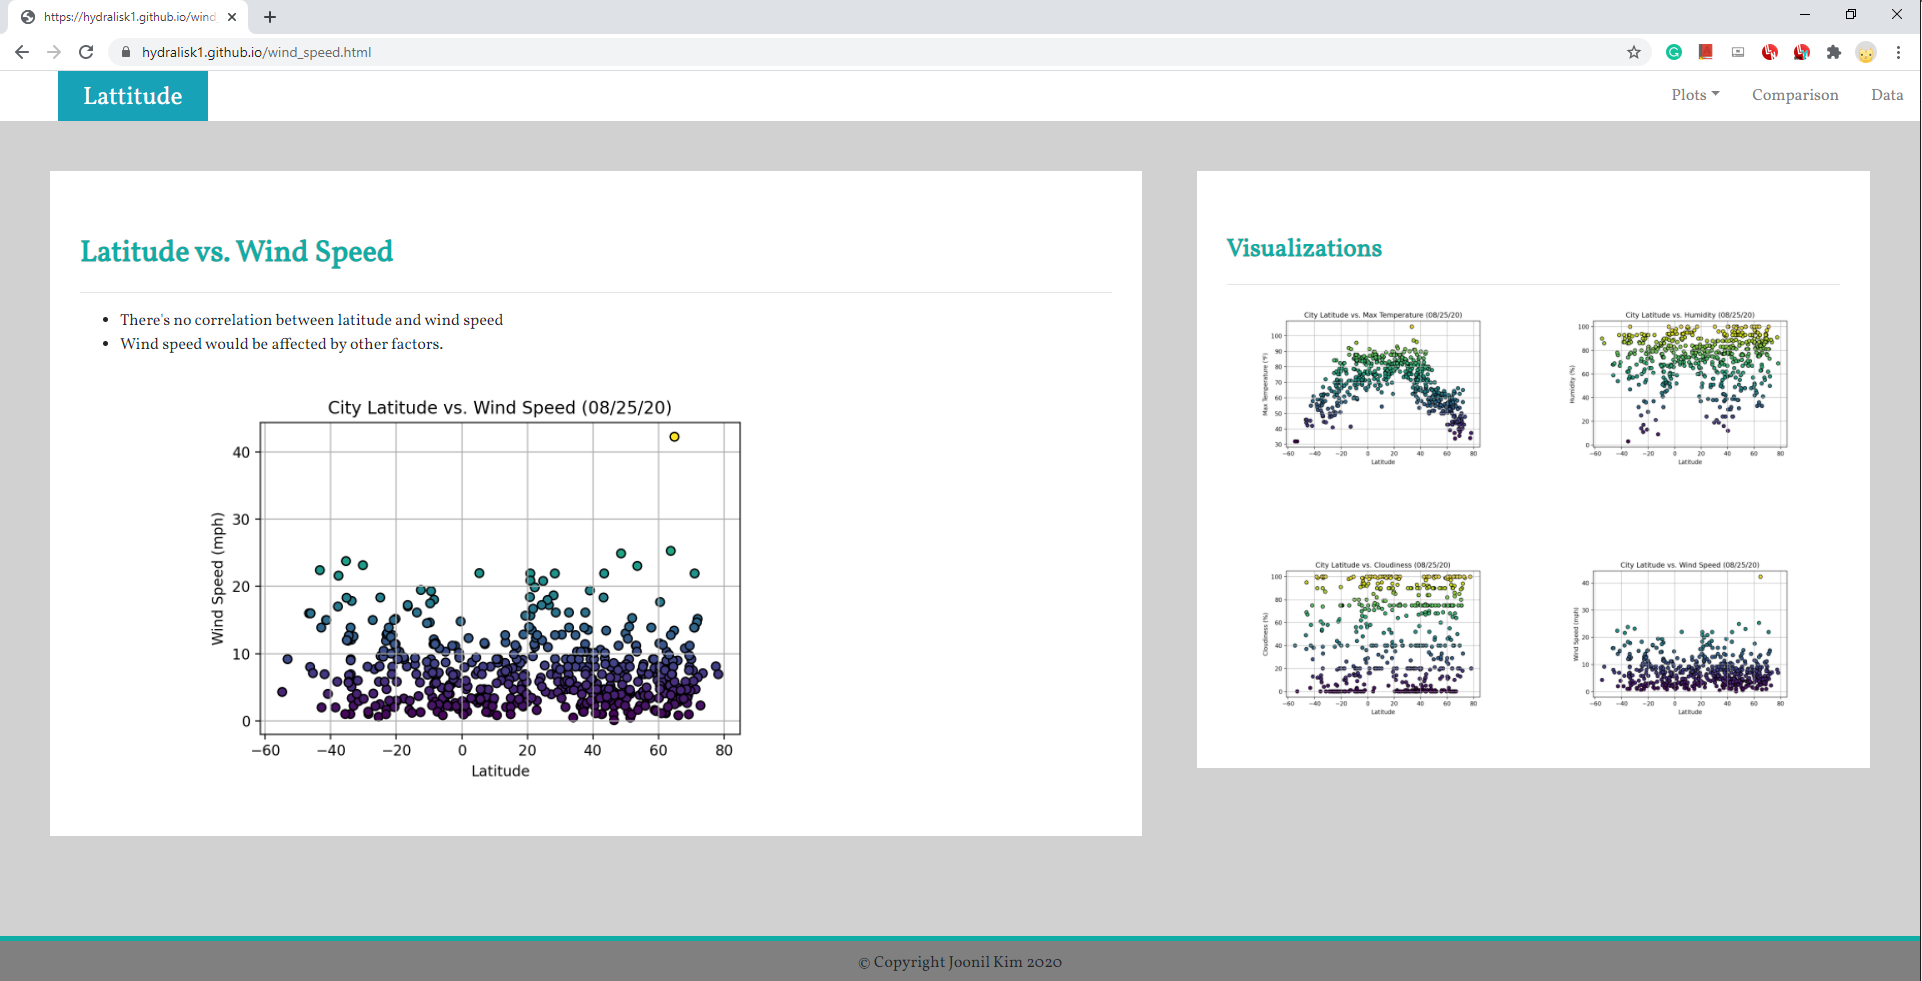 https://hydralisk1.github.io/wind_
hydralisk1.github.io/wind_speed.html
Lattitude
Plots
Comparison
Data
Latitude vs. Wind Speed
There's no correlation between latitude and wind speed
Wind speed would be affected by other factors.
City Latitude vs. Wind Speed (08/25/20)
Wind Speed (mph)
40
30
20
10
0
−60 −40 −20 0 20 40 60 80
Latitude
Visualizations
City Latitude vs. Max Temperature (08/25/20)
Max Temperature (°F)
100
90
80
70
60
50
40
30
−60 −40 −20 0 20 40 60 80
Latitude
City Latitude vs. Humidity (08/25/20)
Humidity (%)
100
80
60
40
20
0
−60 −40 −20 0 20 40 60 80
Latitude
City Latitude vs. Cloudiness (08/25/20)
Cloudiness (%)
100
80
60
40
20
0
−60 −40 −20 0 20 40 60 80
Latitude
City Latitude vs. Wind Speed (08/25/20)
Wind Speed (mph)
40
30
20
10
0
−60 −40 −20 0 20 40 60 80
Latitude
© Copyright Joonil Kim 2020